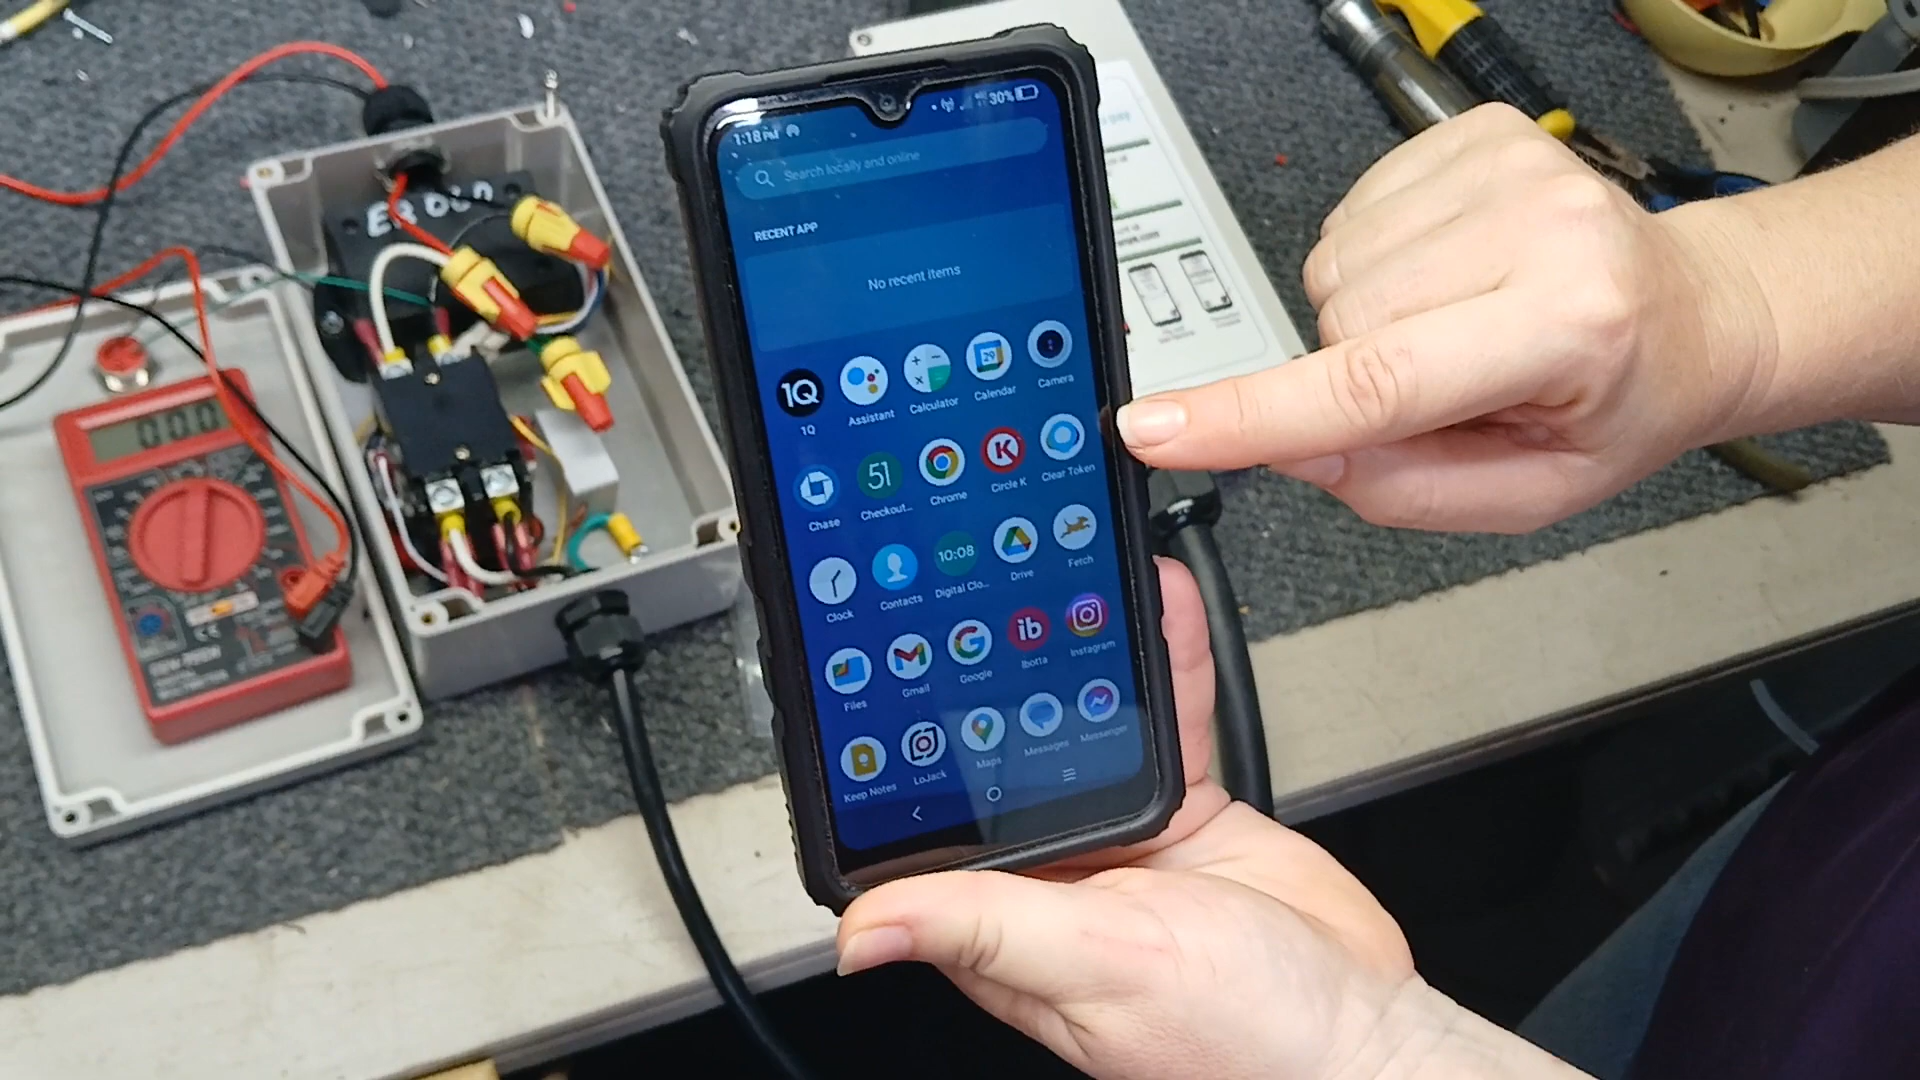 1:18 PM
30%
Search locally and online
RECENT APP
No recent items
1Q
1Q
Assistant
Calculator
29
Calendar
Camera
Chase
51
Checkout...
Chrome
K
Circle K
Clear Token
Clock
Contacts
10:08
Digital Clo...
Drive
Fetch
Files
Gmail
G
Google
ib
Ibotta
Instagram
Keep Notes
LoJack
Maps
Messages
Messenger
000
CE